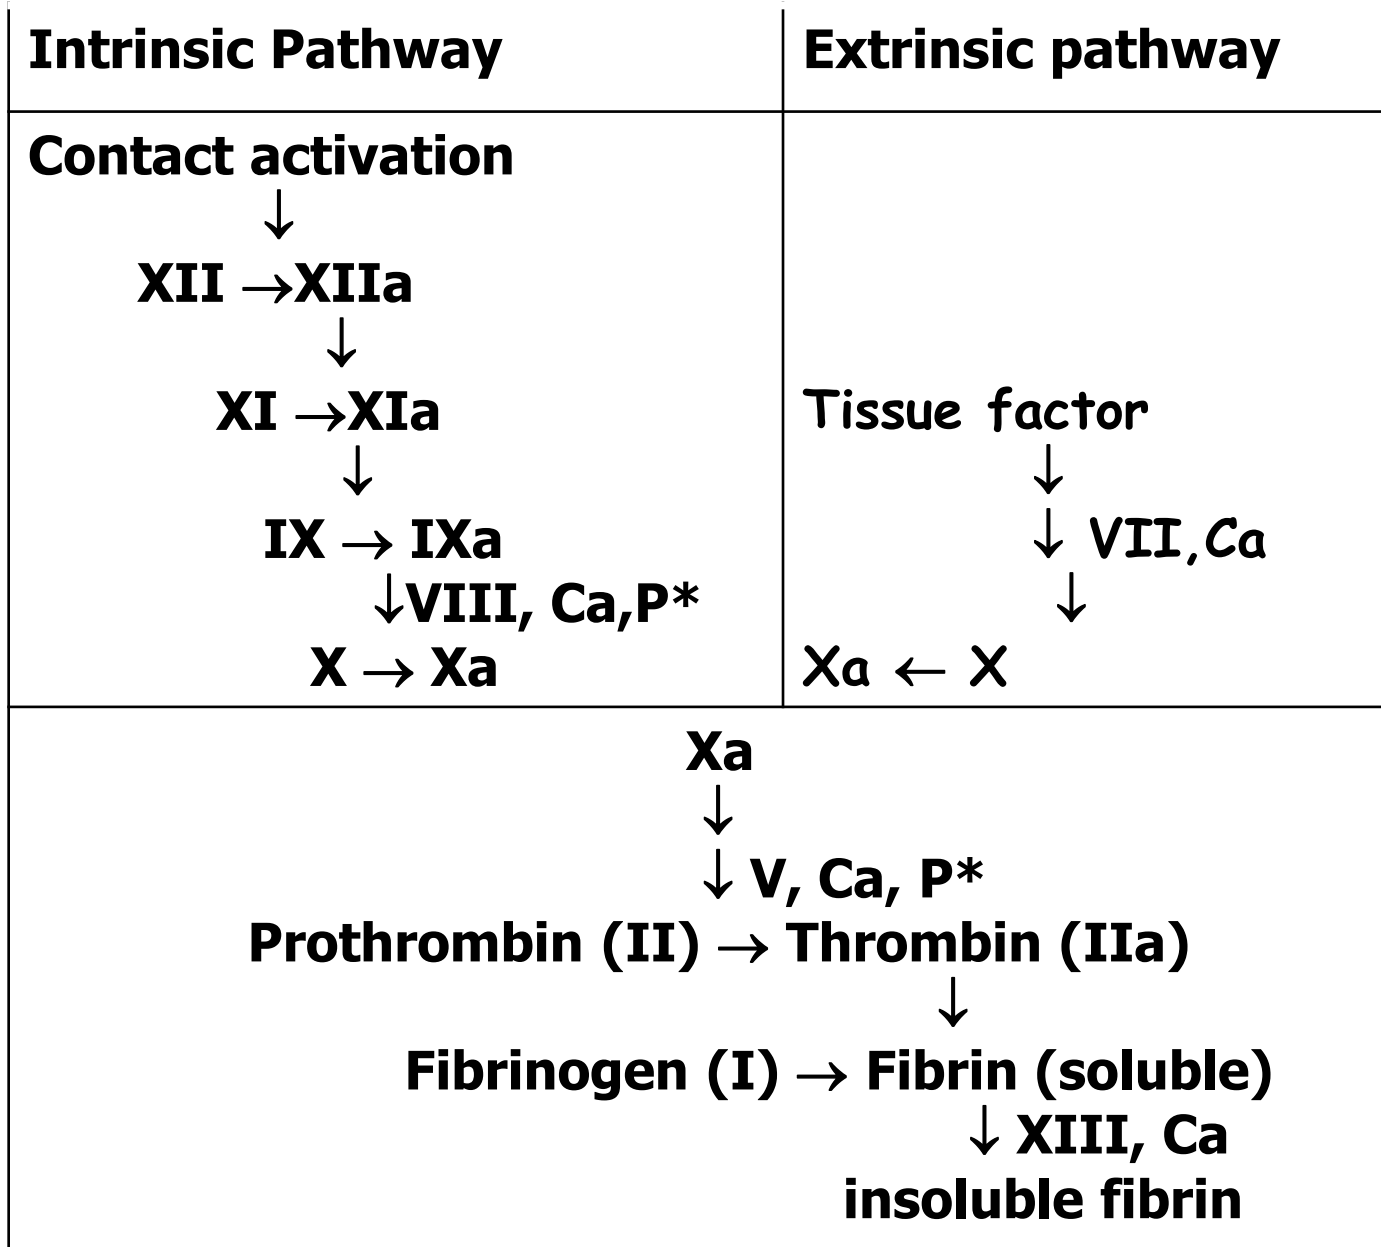 Intrinsic Pathway
Extrinsic pathway
Contact activation
↓
XII →XIIa
↓
XI →XIa
↓
IX → IXa
↓VIII, Ca,P*
X → Xa
Tissue factor
↓
↓ VII,Ca
↓
Xa ← X
Xa
↓
↓ V, Ca, P*
Prothrombin (II) → Thrombin (IIa)
↓
Fibrinogen (I) → Fibrin (soluble)
↓ XIII, Ca
insoluble fibrin